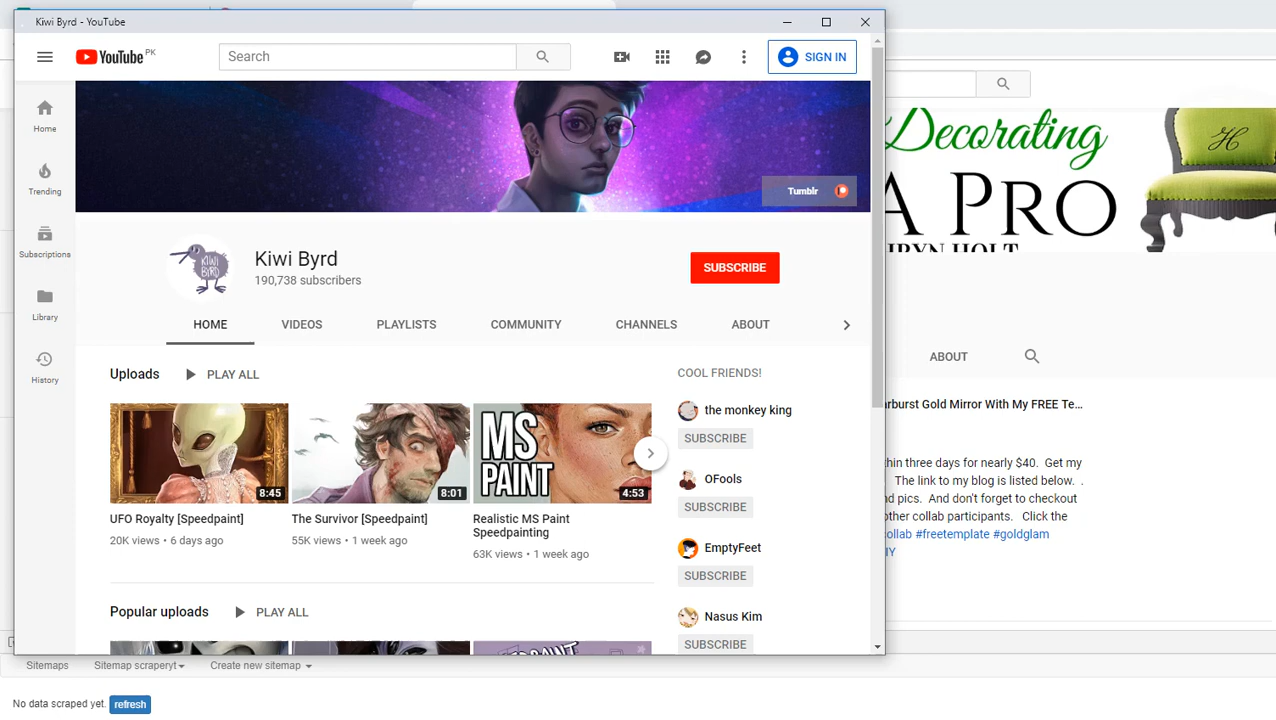 Kiwi Byrd - YouTube
YouTube PK
Search
SIGN IN
Home
Trending
Subscriptions
Library
History
Tumblr
KIWI
BYRD
Kiwi Byrd
190,738 subscribers
SUBSCRIBE
HOME VIDEOS PLAYLISTS COMMUNITY CHANNELS ABOUT
Uploads PLAY ALL
MS
PAINT
8:45
8:01
4:53
UFO Royalty [Speedpaint]
20K views • 6 days ago
The Survivor [Speedpaint]
55K views • 1 week ago
Realistic MS Paint
Speedpainting
63K views • 1 week ago
Popular uploads PLAY ALL
COOL FRIENDS!
the monkey king
SUBSCRIBE
OFools
SUBSCRIBE
EmptyFeet
SUBSCRIBE
Nasus Kim
SUBSCRIBE
Decorating
A PRO
H
ABOUT
Gold Mirror With My FREE Te...
three days for nearly $40. Get my
The link to my blog is listed below. .
pics. And don't forget to checkout
other collab participants. Click the
#freetemplate #goldglam
Sitemaps Sitemap scraperyt Create new sitemap
No data scraped yet. refresh